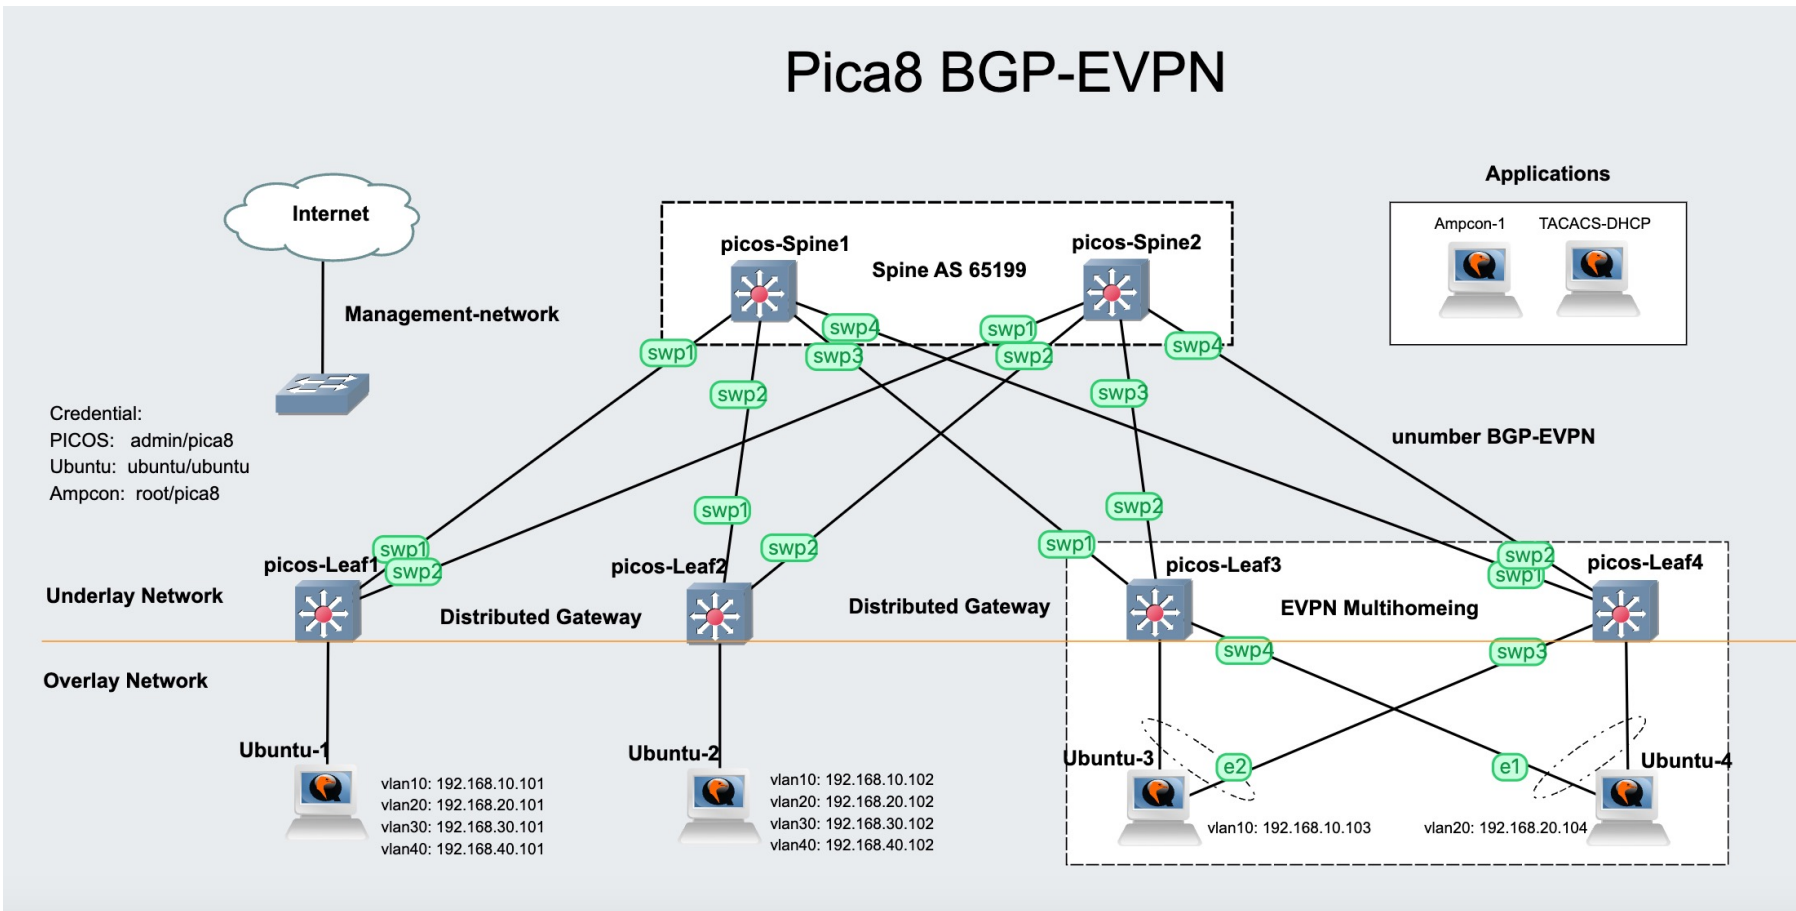 Pica8 BGP-EVPN
Applications
Ampcon-1
TACACS-DHCP
Internet
Management-network
picos-Spine1
picos-Spine2
Spine AS 65199
swp1
swp2
swp3
swp4
swp1
swp2
swp3
swp4
Credential:
PICOS: admin/pica8
Ubuntu: ubuntu/ubuntu
Ampcon: root/pica8
unumber BGP-EVPN
swp1
swp2
swp1
swp2
swp1
swp2
swp2
swp1
picos-Leaf1
picos-Leaf2
picos-Leaf3
picos-Leaf4
Underlay Network
Distributed Gateway
Distributed Gateway
EVPN Multihomeing
swp4
swp3
Overlay Network
Ubuntu-1
vlan10: 192.168.10.101
vlan20: 192.168.20.101
vlan30: 192.168.30.101
vlan40: 192.168.40.101
Ubuntu-2
vlan10: 192.168.10.102
vlan20: 192.168.20.102
vlan30: 192.168.30.102
vlan40: 192.168.40.102
Ubuntu-3
e2
vlan10: 192.168.10.103
e1
Ubuntu-4
vlan20: 192.168.20.104